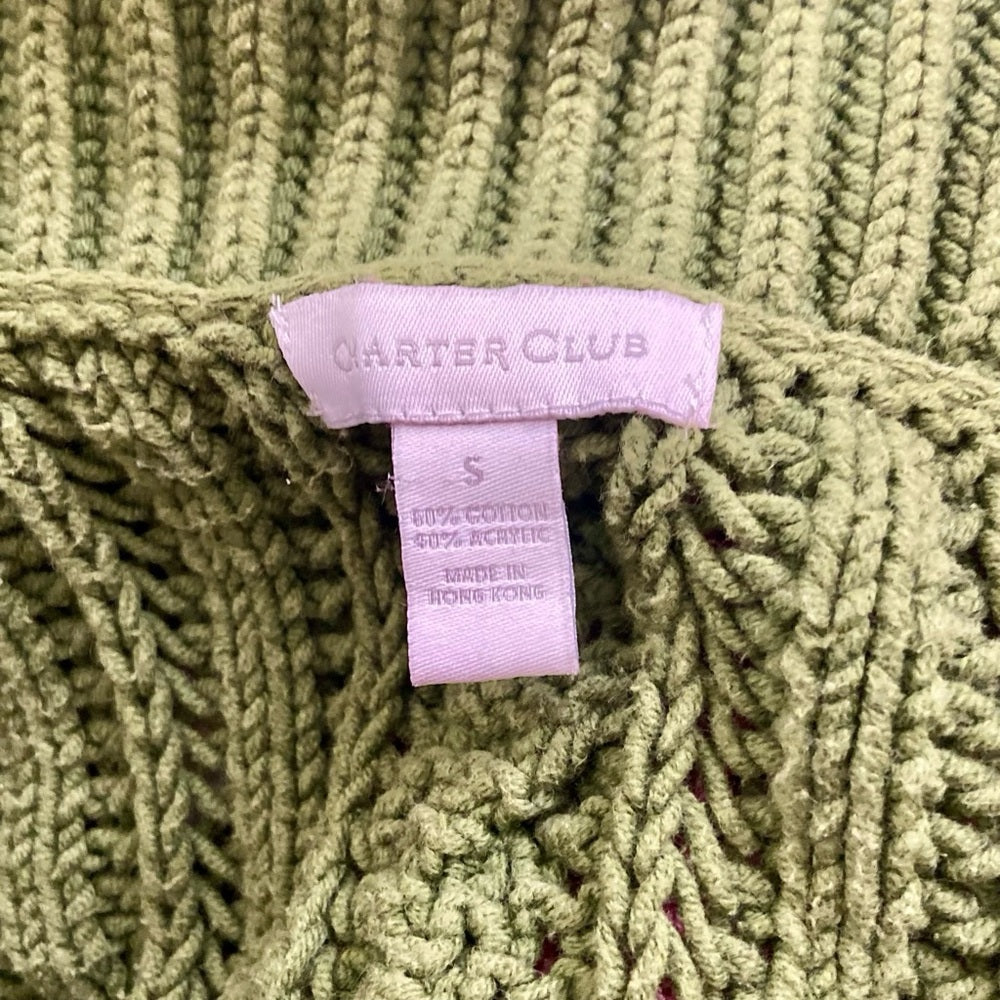 CHARTER CLUB
S
60% COTTON
40% ACRYLIC
MADE IN
HONG KONG